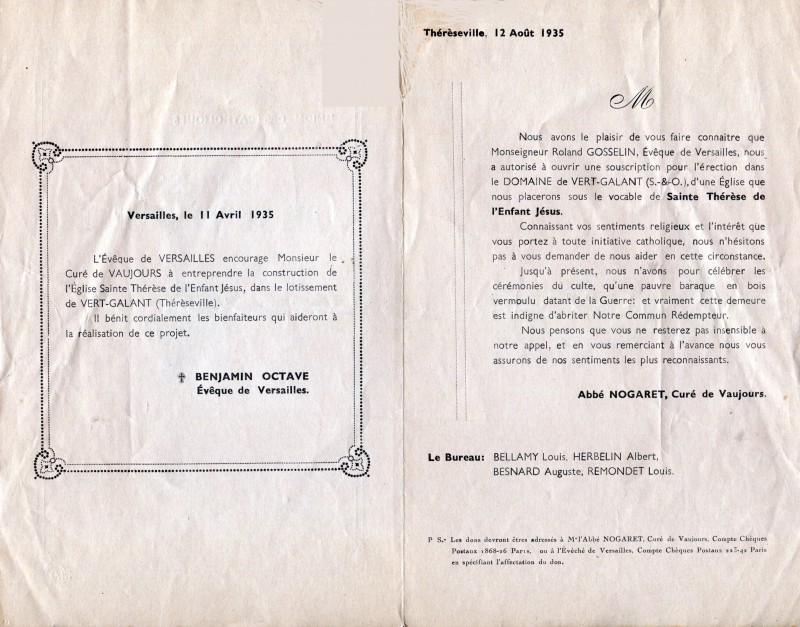 Versailles, le 11 Avril 1935
L'Évêque de VERSAILLES encourage Monsieur le
Curé de VAUJOURS à entreprendre la construction de
l'Église Sainte Thérèse de l'Enfant Jésus, dans le lotissement
de VERT-GALANT (Thérèseville).
Il bénit cordialement les bienfaiteurs qui aideront à
la réalisation de ce projet.
✝ BENJAMIN OCTAVE
Évêque de Versailles.
Thérèseville, 12 Août 1935
M
Nous avons le plaisir de vous faire connaitre que
Monseigneur Roland GOSSELIN, Évêque de Versailles, nous
a autorisé à ouvrir une souscription pour l'érection dans
le DOMAINE de VERT-GALANT (S.-&-O.), d'une Église que
nous placerons sous le vocable de Sainte Thérèse de
l'Enfant Jésus.
Connaissant vos sentiments religieux et l'intérêt que
vous portez à toute initiative catholique, nous n'hésitons
pas à vous demander de nous aider en cette circonstance.
Jusqu'à présent, nous n'avons pour célébrer les
cérémonies du culte, qu'une pauvre baraque en bois
vermoulu datant de la Guerre: et vraiment cette demeure
est indigne d'abriter Notre Commun Rédempteur.
Nous pensons que vous ne resterez pas insensible à
notre appel, et en vous remerciant à l'avance nous vous
assurons de nos sentiments les plus reconnaissants.
Abbé NOGARET, Curé de Vaujours.
Le Bureau: BELLAMY Louis, HERBELIN Albert,
BESNARD Auguste, REMONDET Louis.
P S.- Les dons devront êtres adressés à Mr l'Abbé NOGARET, Curé de Vaujours, Compte Chèques
Postaux 1868-26 Paris, ou à l'Évéché de Versailles, Compte Chèques Postaux 223-42 Paris
en spécifiant l'affectation du don.